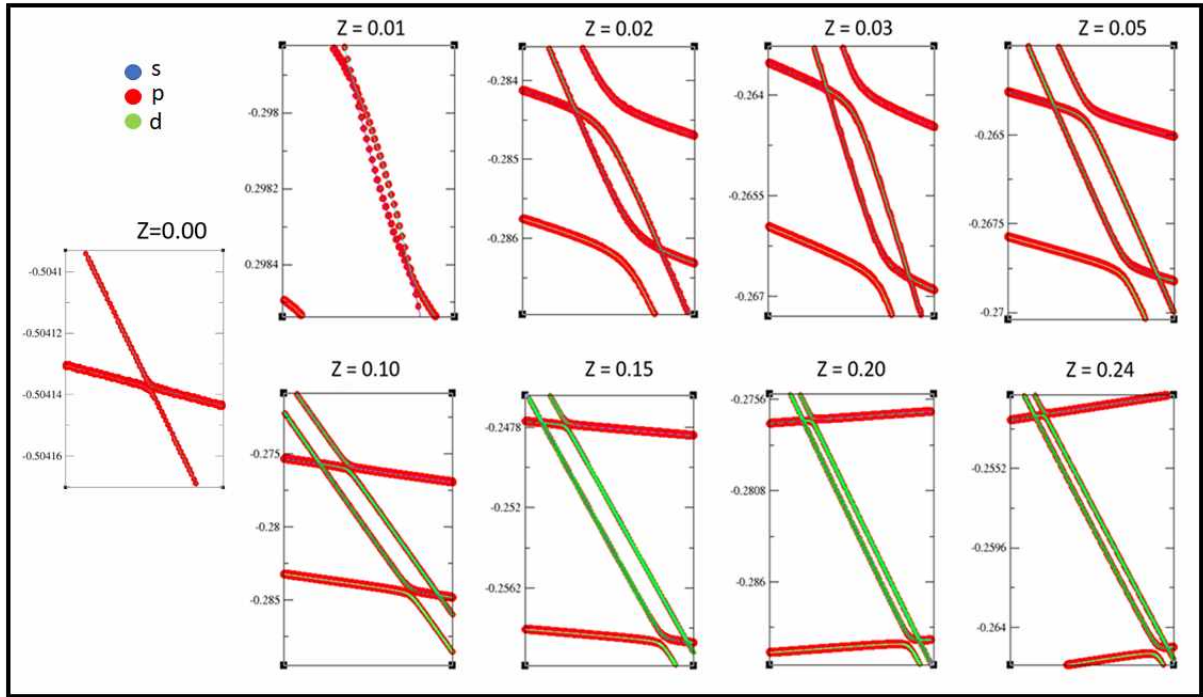 s
p
d
Z=0.00
-0.5041
-0.50412
-0.50414
-0.50416
Z = 0.01
-0.298
0.2982
0.2984
Z = 0.02
-0.284
-0.285
-0.286
Z = 0.03
-0.264
-0.2655
-0.267
Z = 0.05
-0.265
-0.2675
-0.27
Z = 0.10
-0.275
-0.28
-0.285
Z = 0.15
-0.2478
-0.252
-0.2562
Z = 0.20
-0.2756
-0.2808
-0.286
Z = 0.24
-0.2552
-0.2596
-0.264